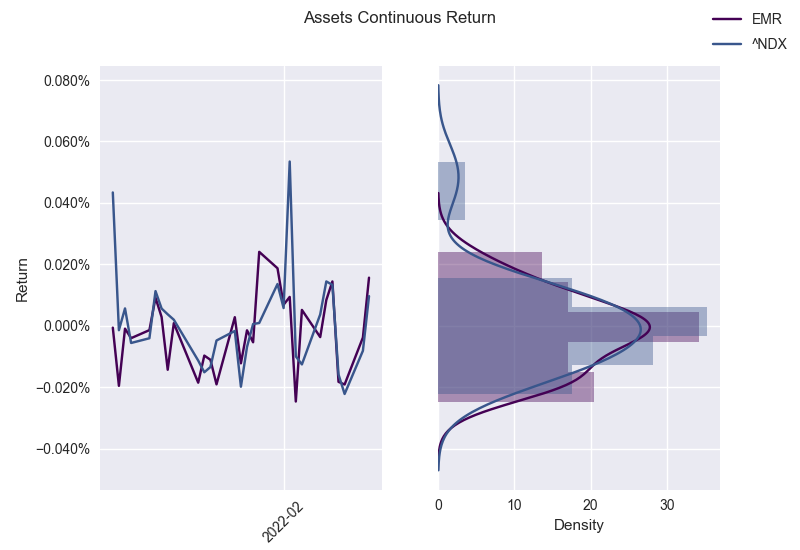 Assets Continuous Return
EMR
^NDX
0.080%
0.060%
0.040%
0.020%
0.000%
−0.020%
−0.040%
Return
2022-02
0
10
20
30
Density